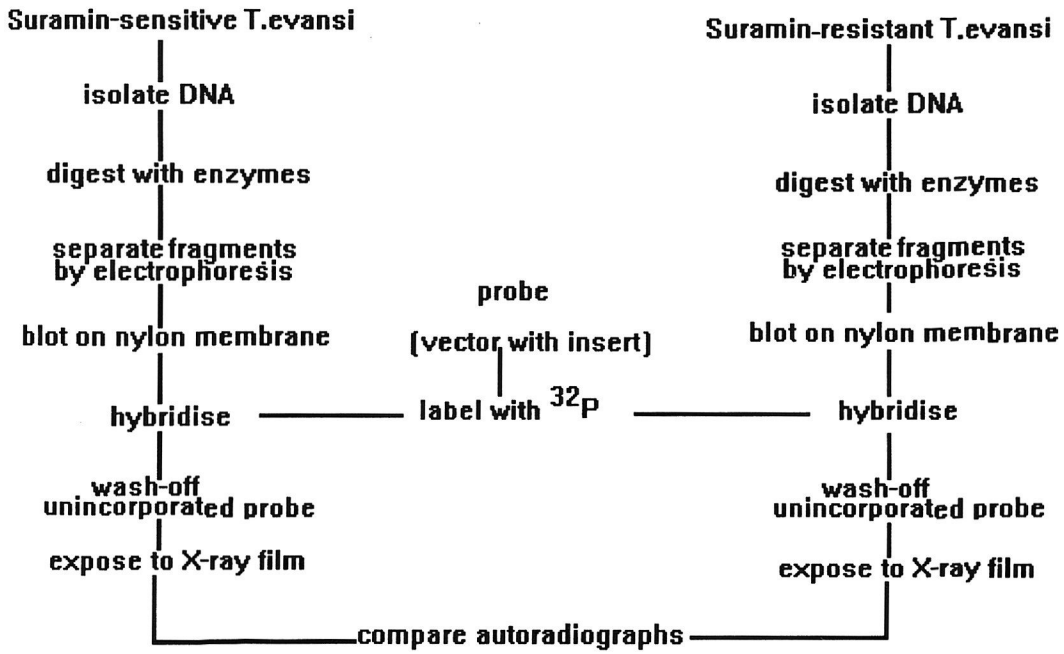 Suramin-sensitive T.evansi
isolate DNA
digest with enzymes
separate fragments
by electrophoresis
blot on nylon membrane
hybridise
wash-off
unincorporated probe
expose to X-ray film
probe
(vector with insert)
label with ³²P
Suramin-resistant T.evansi
isolate DNA
digest with enzymes
separate fragments
by electrophoresis
blot on nylon membrane
hybridise
wash-off
unincorporated probe
expose to X-ray film
compare autoradiographs